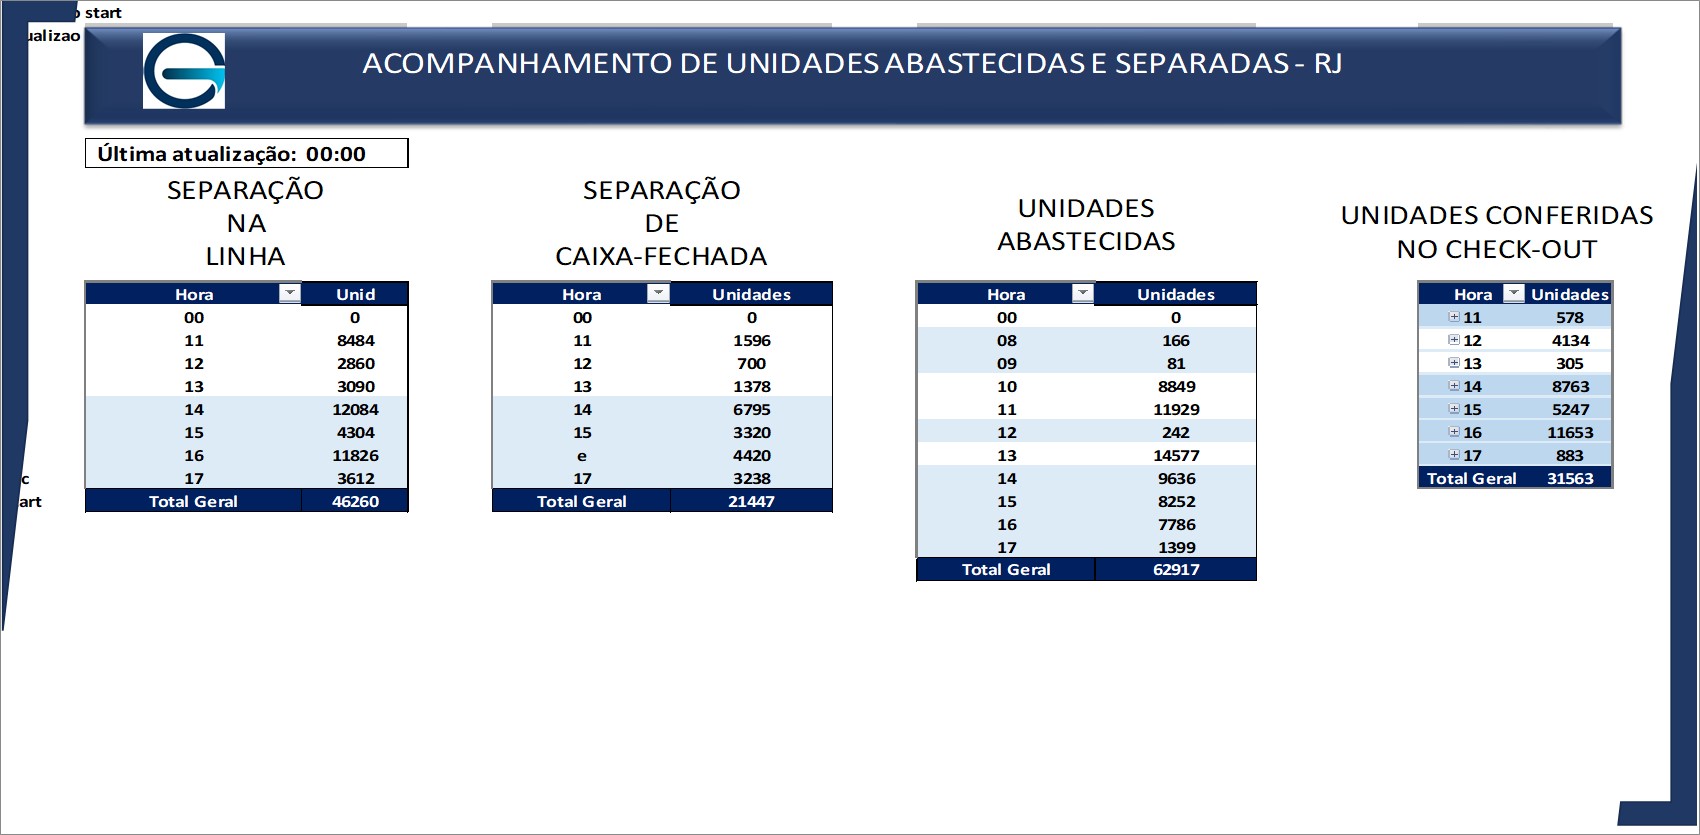 start
ualizao
ACOMPANHAMENTO DE UNIDADES ABASTECIDAS E SEPARADAS - RJ
Última atualização: 00:00
SEPARAÇÃO
NA
LINHA
Hora Unid
00 0
11 8484
12 2860
13 3090
14 12084
15 4304
16 11826
17 3612
Total Geral 46260
SEPARAÇÃO
DE
CAIXA-FECHADA
Hora Unidades
00 0
11 1596
12 700
13 1378
14 6795
15 3320
e 4420
17 3238
Total Geral 21447
UNIDADES
ABASTECIDAS
Hora Unidades
00 0
08 166
09 81
10 8849
11 11929
12 242
13 14577
14 9636
15 8252
16 7786
17 1399
Total Geral 62917
UNIDADES CONFERIDAS
NO CHECK-OUT
Hora Unidades
11 578
12 4134
13 305
14 8763
15 5247
16 11653
17 883
Total Geral 31563
c
art